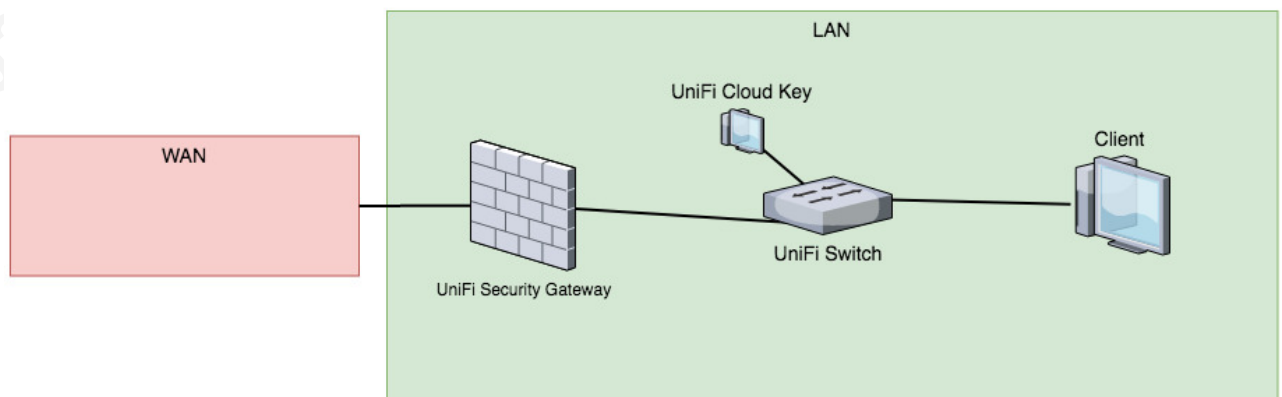 LAN
UniFi Cloud Key
Client
WAN
UniFi Switch
UniFi Security Gateway